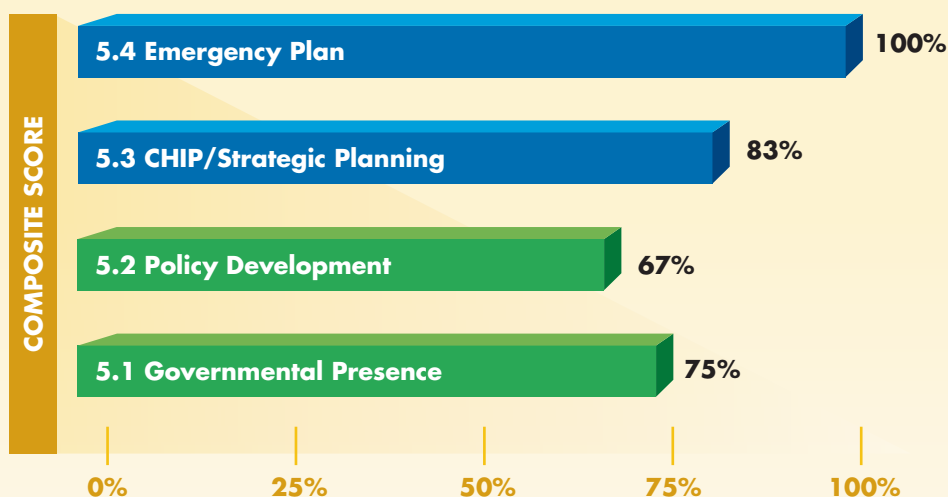 COMPOSITE SCORE
5.4 Emergency Plan 100%
5.3 CHIP/Strategic Planning 83%
5.2 Policy Development 67%
5.1 Governmental Presence 75%
0% 25% 50% 75% 100%